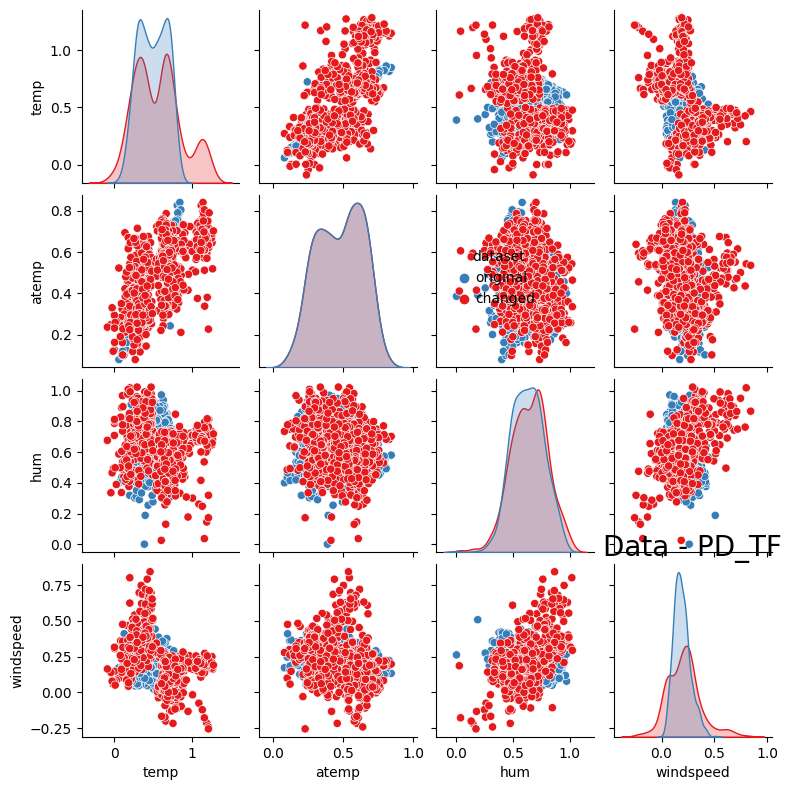 temp
1.0
0.5
0.0
atemp
0.8
0.6
0.4
0.2
dataset
original
changed
hum
1.0
0.8
0.6
0.4
0.2
0.0
Data - PD_TF
windspeed
0.75
0.50
0.25
0.00
−0.25
0 1
0.0 0.5 1.0
0.0 0.5 1.0
0.0 0.5 1.0
temp
atemp
hum
windspeed